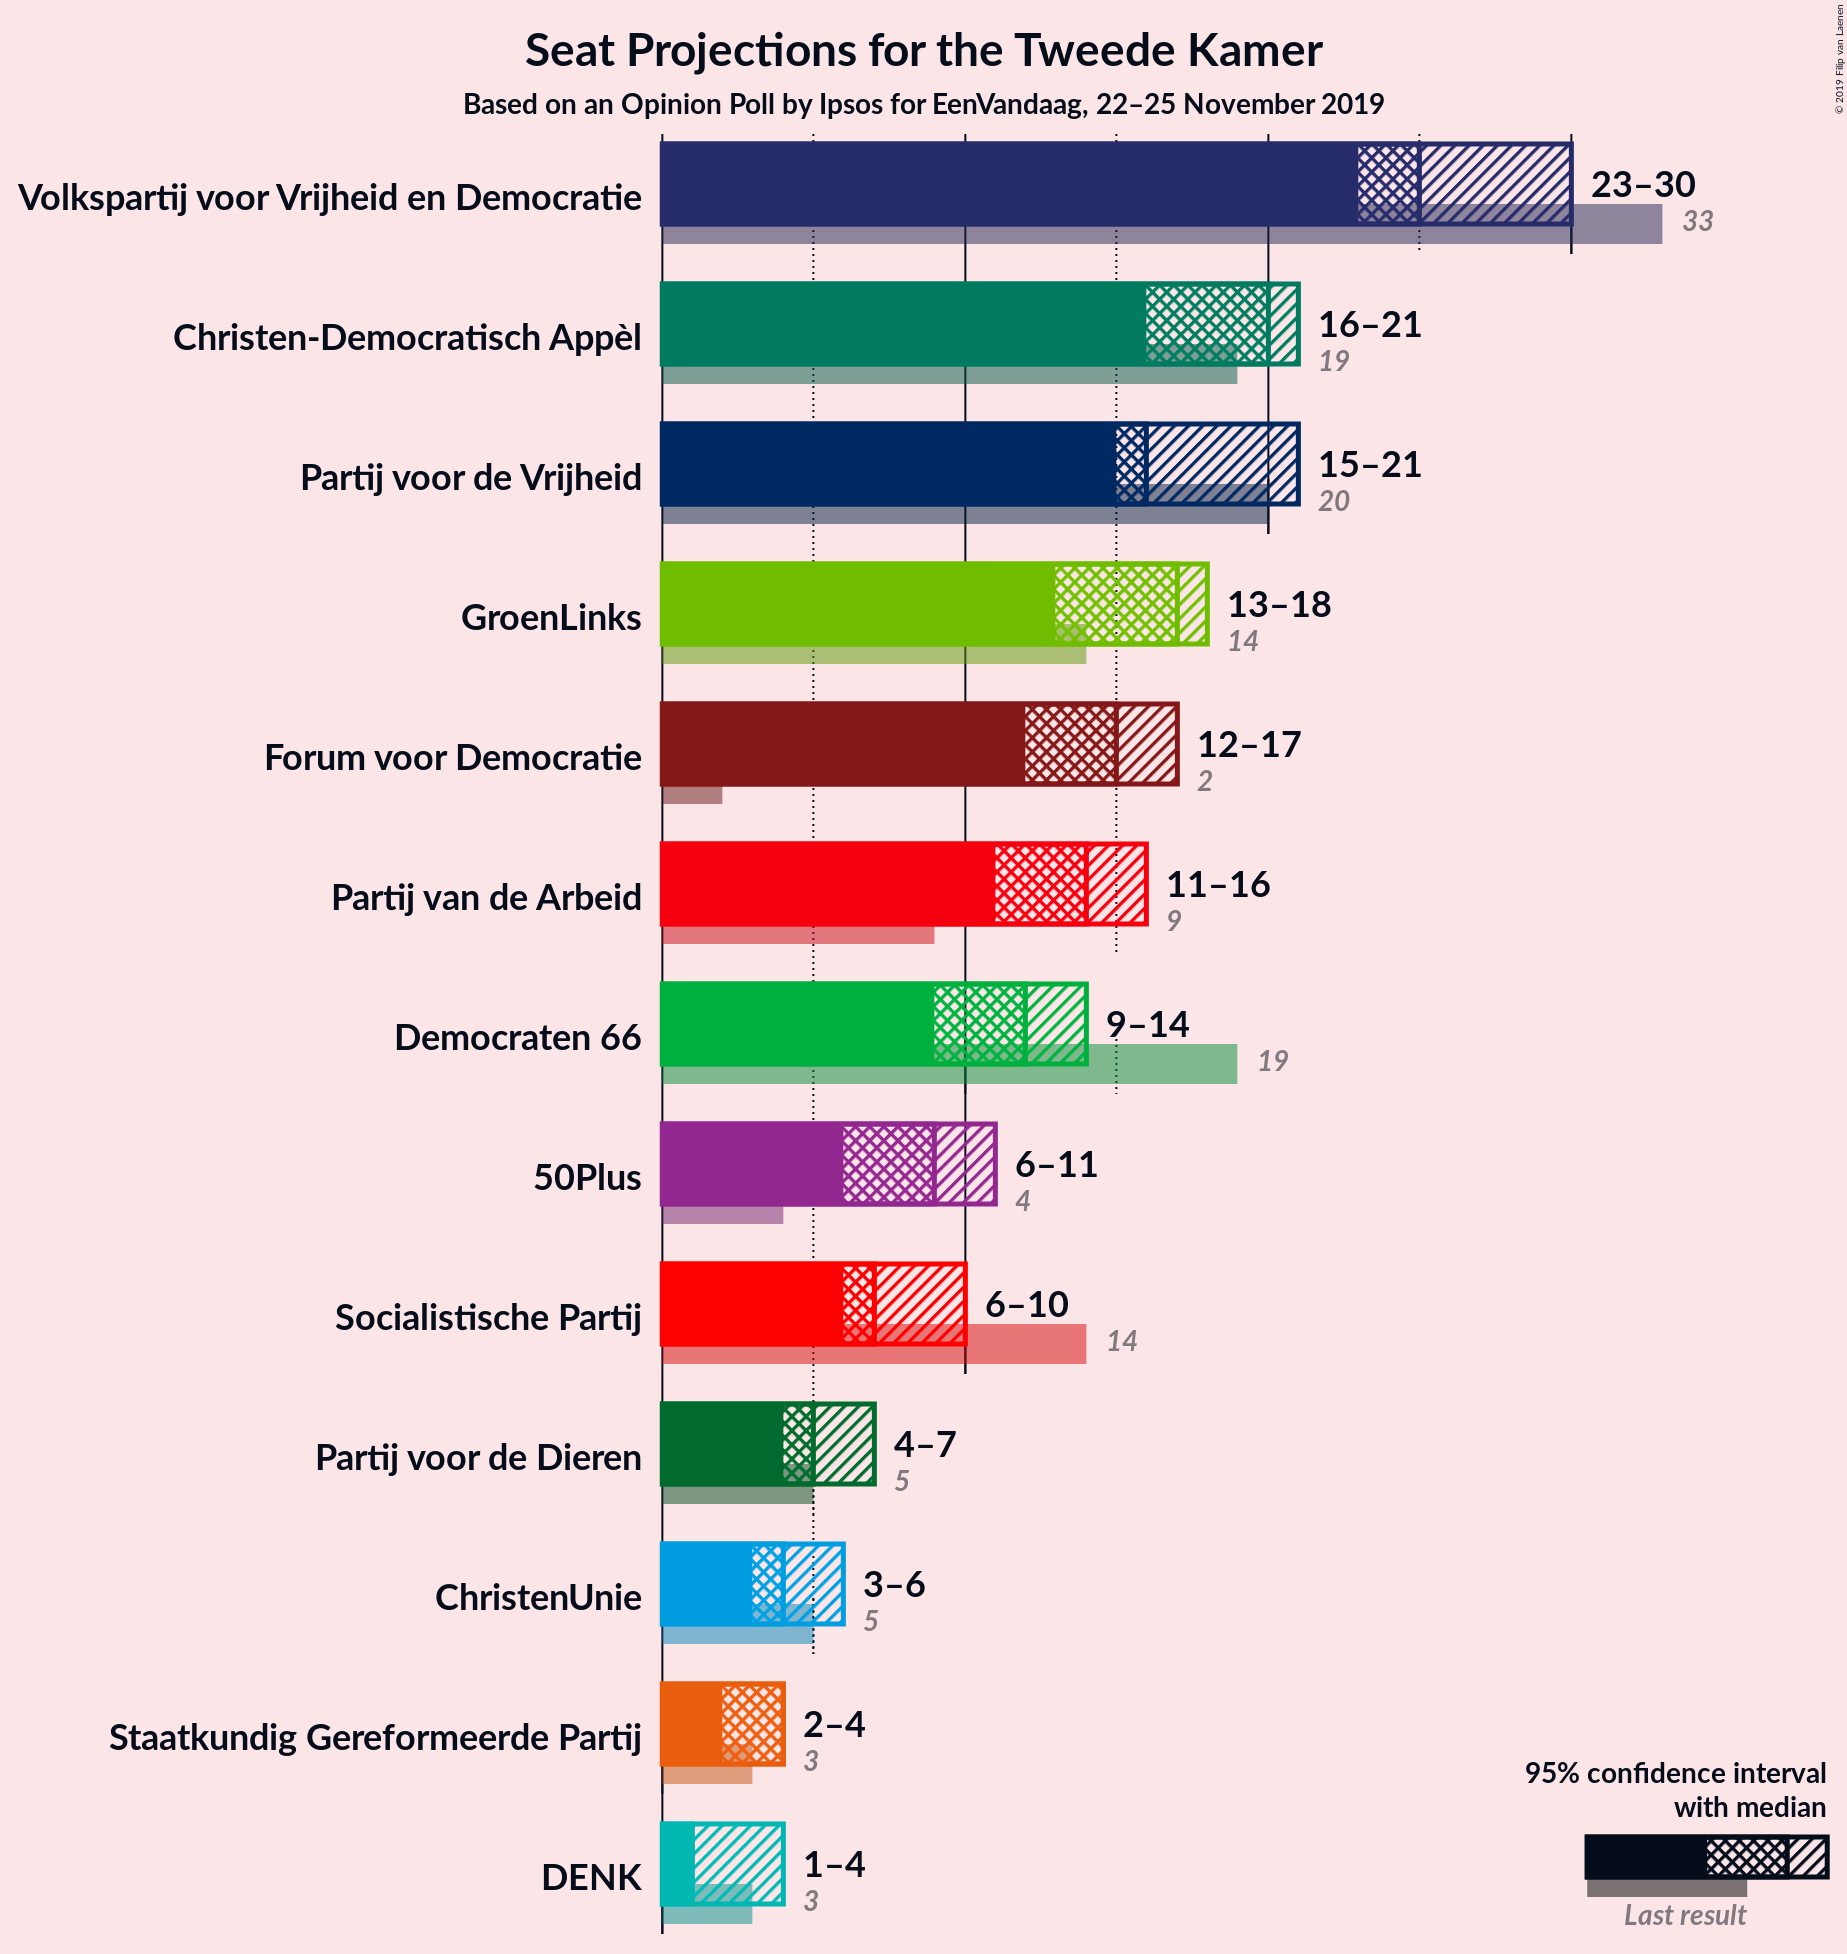 Seat Projections for the Tweede Kamer
Based on an Opinion Poll by Ipsos for EenVandaag, 22–25 November 2019
© 2019 Filip van Laenen
Volkspartij voor Vrijheid en Democratie
23–30
33
Christen-Democratisch Appèl
16–21
19
Partij voor de Vrijheid
15–21
20
GroenLinks
13–18
14
Forum voor Democratie
12–17
2
Partij van de Arbeid
11–16
9
Democraten 66
9–14
19
50Plus
6–11
4
Socialistische Partij
6–10
14
Partij voor de Dieren
4–7
5
ChristenUnie
3–6
5
Staatkundig Gereformeerde Partij
2–4
3
DENK
1–4
3
95% confidence interval
with median
Last result